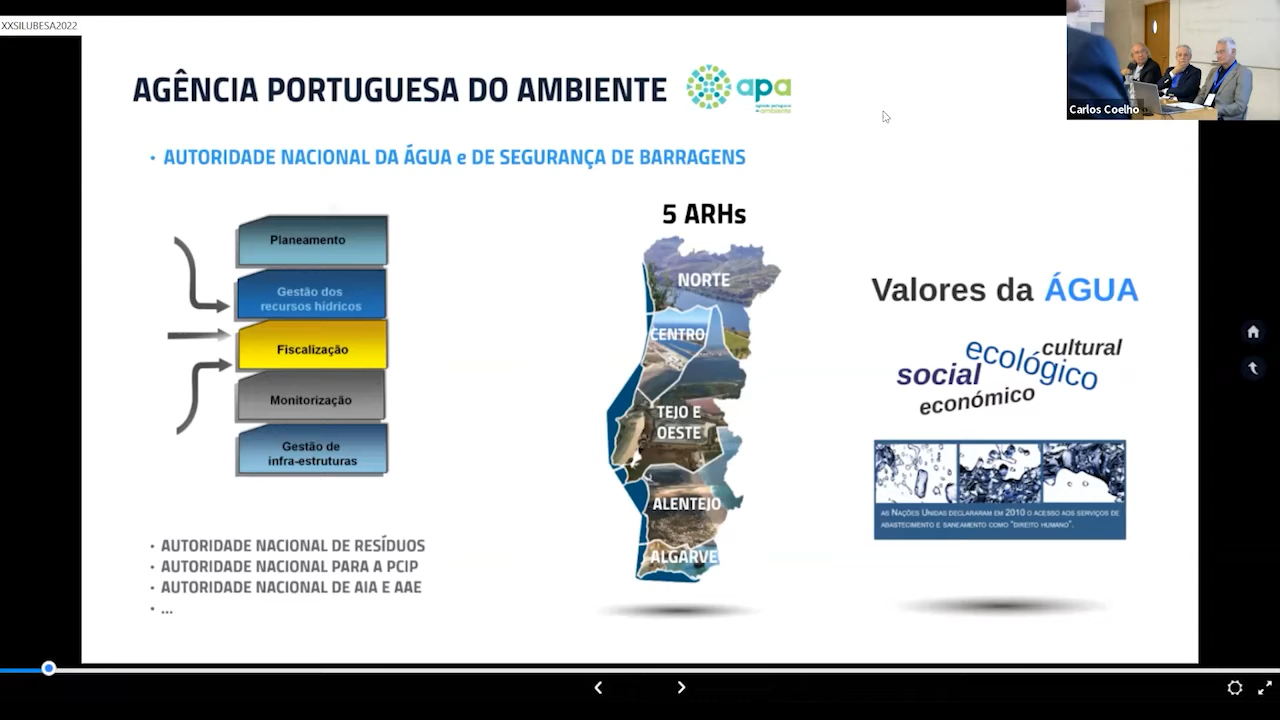 XXSILUBESA2022
Carlos Coelho
AGÊNCIA PORTUGUESA DO AMBIENTE
apa
agência portuguesa
do ambiente
• AUTORIDADE NACIONAL DA ÁGUA e DE SEGURANÇA DE BARRAGENS
Planeamento
Gestão dos
recursos hídricos
Fiscalização
Monitorização
Gestão de
infra-estruturas
5 ARHs
NORTE
CENTRO
TEJO E
OESTE
ALENTEJO
ALGARVE
Valores da ÁGUA
ecológico
cultural
social
económico
AS NAÇÕES UNIDAS DECLARARAM EM 2010 O ACESSO AOS SERVIÇOS DE
ABASTECIMENTO E SANEAMENTO COMO "DIREITO HUMANO".
• AUTORIDADE NACIONAL DE RESÍDUOS
• AUTORIDADE NACIONAL PARA A PCIP
• AUTORIDADE NACIONAL DE AIA E AAE
• ...